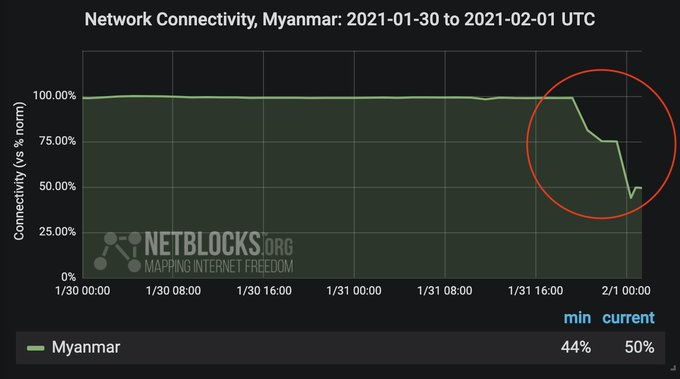 Network Connectivity, Myanmar: 2021-01-30 to 2021-02-01 UTC
Connectivity (vs % norm)
100.00%
75.00%
50.00%
25.00%
0%
NETBLOCKS.ORG
MAPPING INTERNET FREEDOM
1/30 00:00 1/30 08:00 1/30 16:00 1/31 00:00 1/31 08:00 1/31 16:00 2/1 00:00
min current
Myanmar 44% 50%